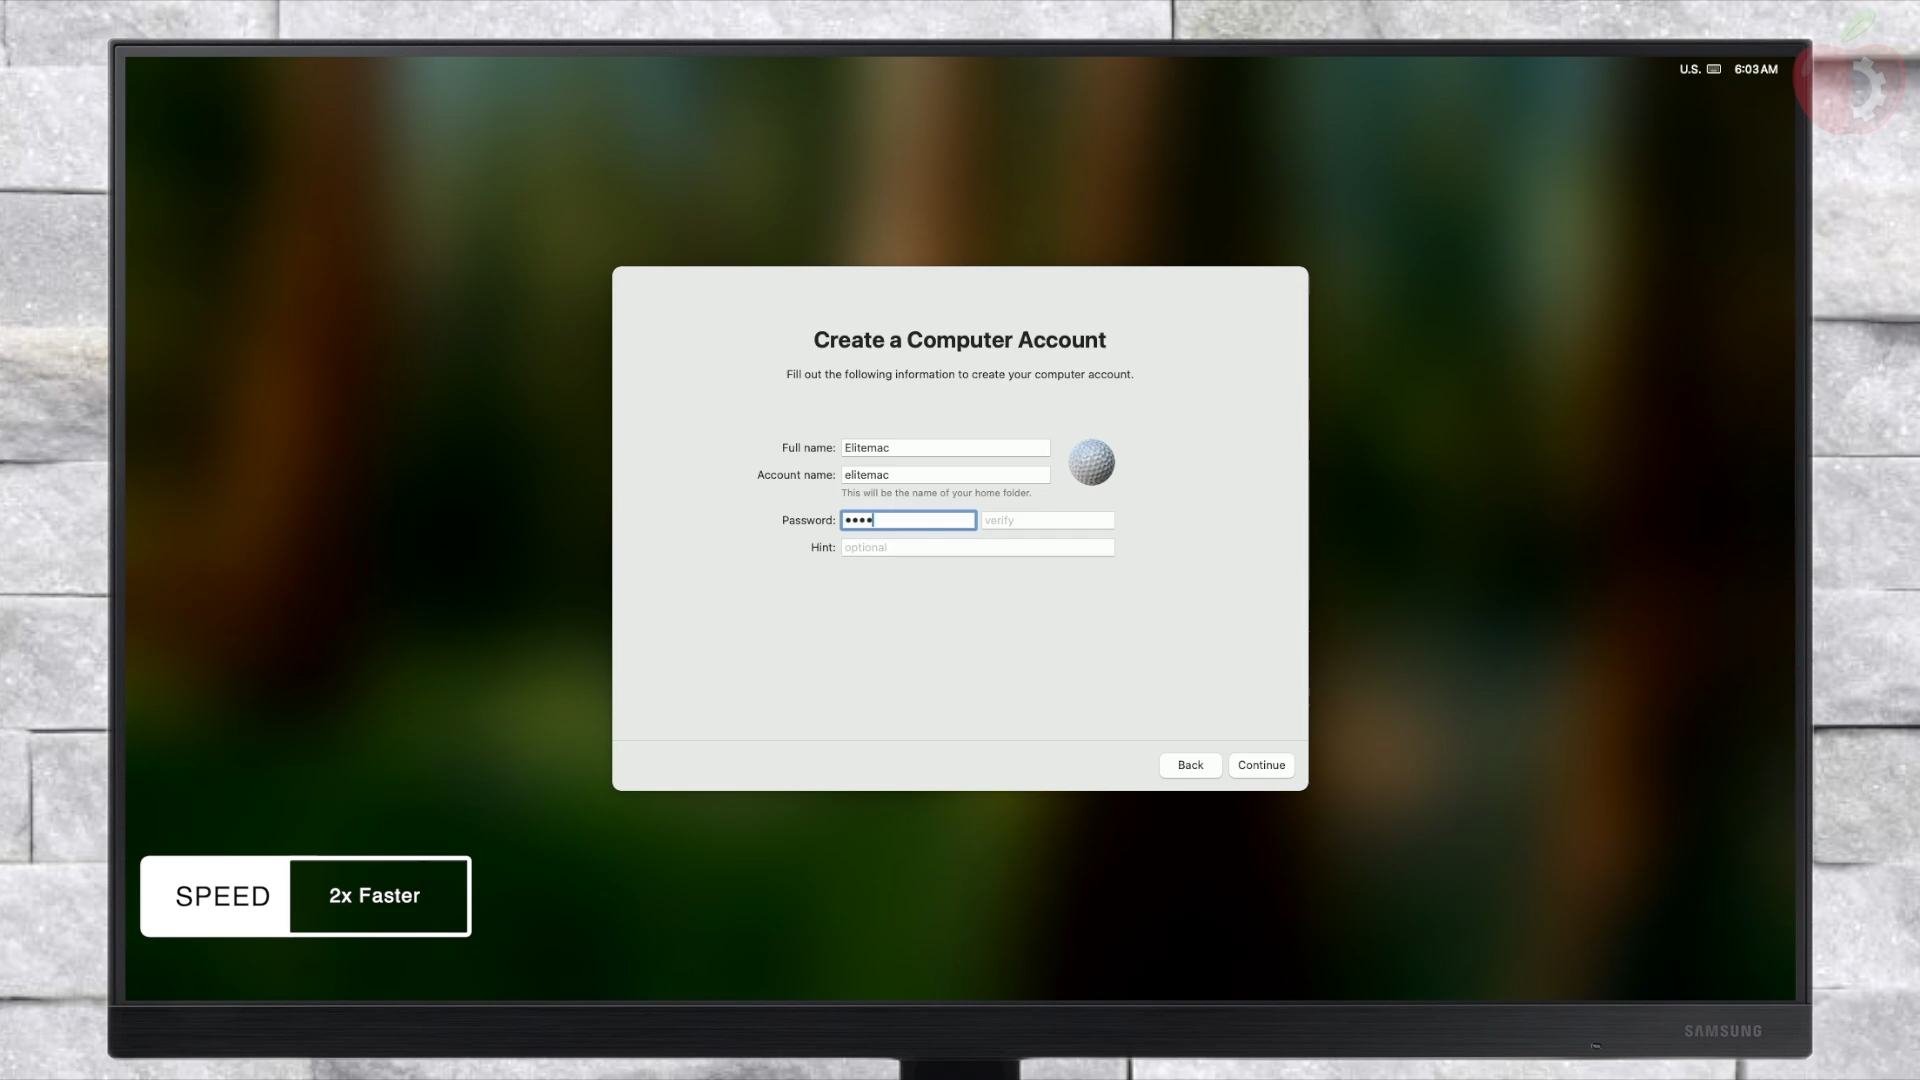 U.S. 6:03 AM
Create a Computer Account
Fill out the following information to create your computer account.
Full name: Elitemac
Account name: elitemac
This will be the name of your home folder.
Password: •••• verify
Hint: optional
Back Continue
SPEED 2x Faster
SAMSUNG